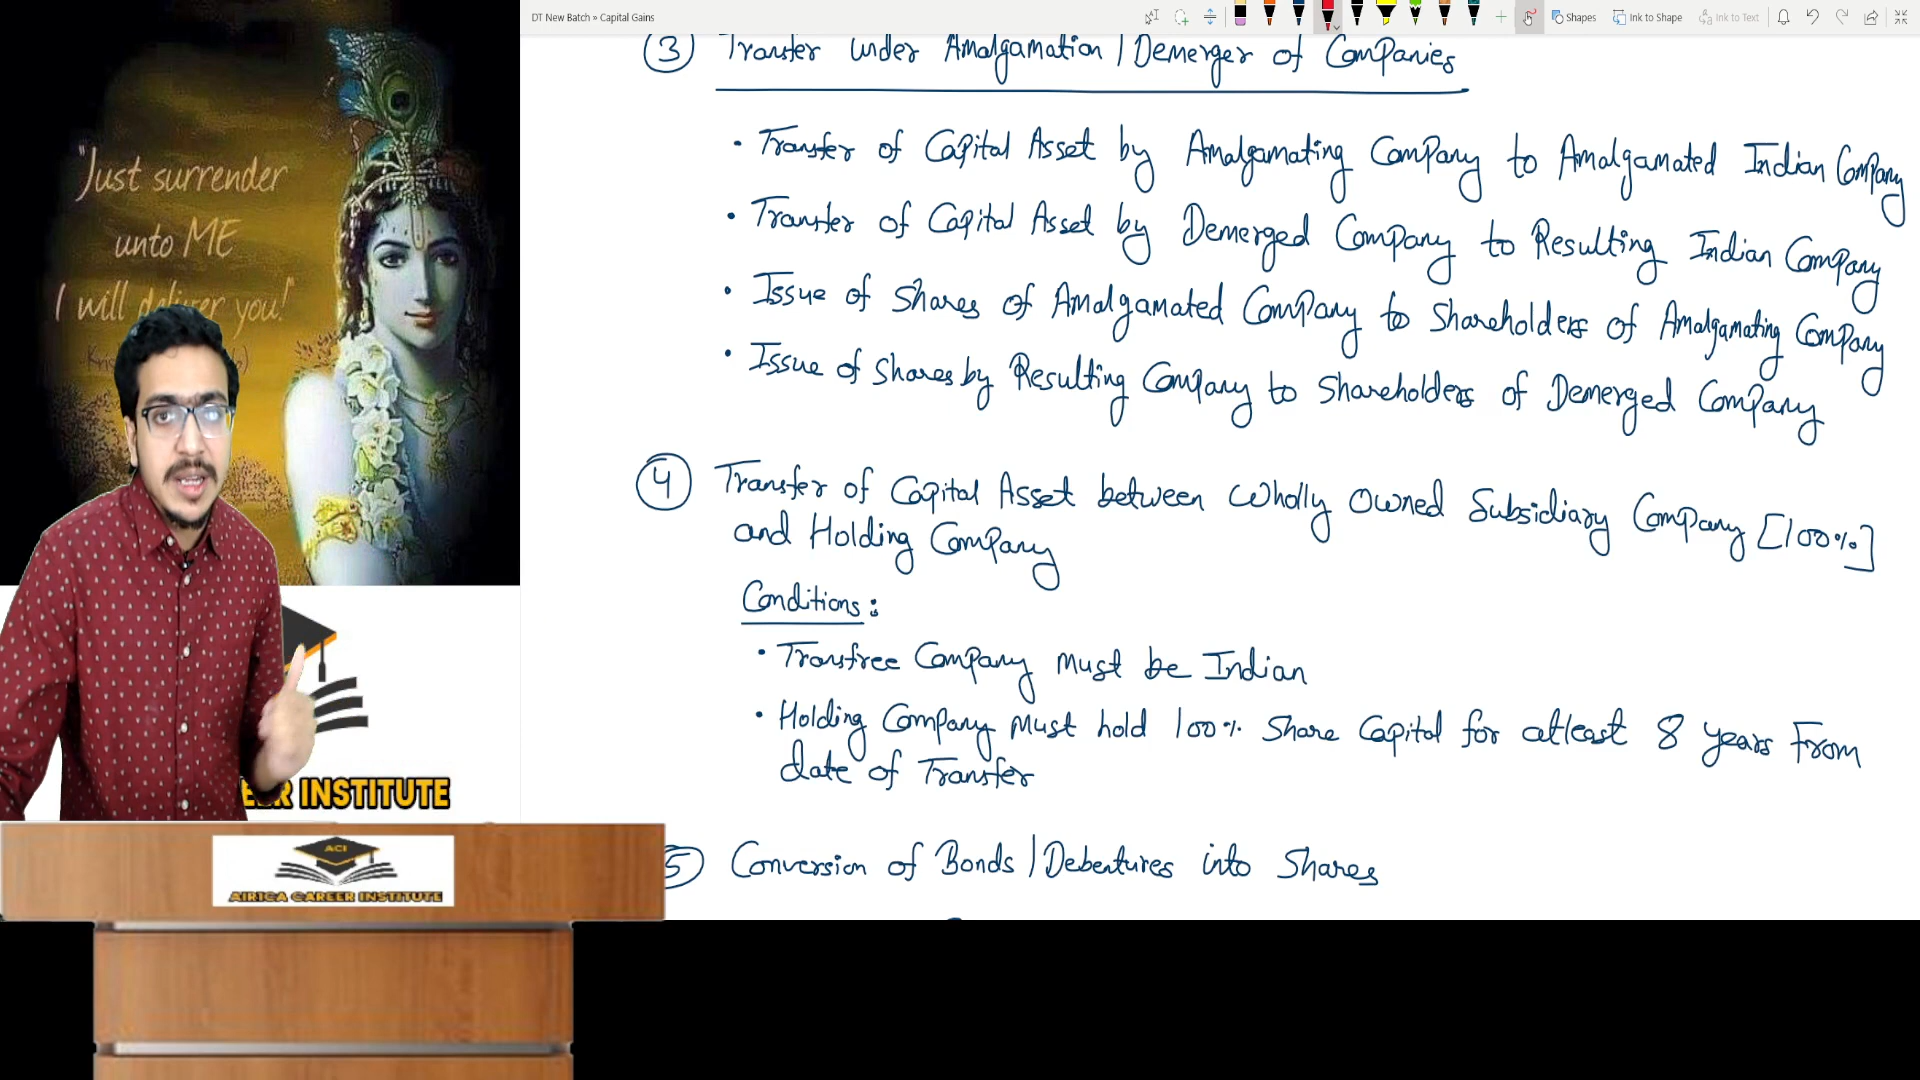 DT New Batch » Capital Gains
Shapes
Ink to Shape
Ink to Text
"Just surrender
unto ME
I will deliver you!"
③ Transfer under Amalgamation / Demerger of Companies
• Transfer of Capital Asset by Amalgamating Company to Amalgamated Indian Company
• Transfer of Capital Asset by Demerged Company to Resulting Indian Company
• Issue of Shares of Amalgamated Company to Shareholders of Amalgamating Company
• Issue of Shares by Resulting Company to Shareholders of Demerged Company
④ Transfer of Capital Asset between Wholly Owned Subsidiary Company [100%]
and Holding Company
Conditions:
• Transfree Company must be Indian
• Holding Company must hold 100% Share Capital for atleast 8 years From
date of Transfer
⑤ Conversion of Bonds / Debentures into Shares
INSTITUTE
ACI
AIRICA CAREER INSTITUTE